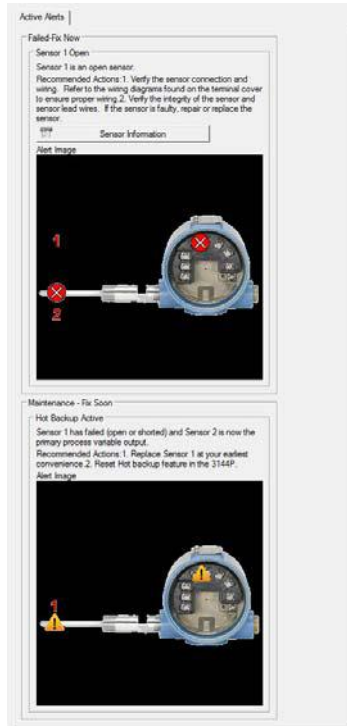 Active Alerts
Failed-Fix Now
Sensor 1 Open
Sensor 1 is an open sensor.
Recommended Actions:1. Verify the sensor connection and
wiring. Refer to the wiring diagrams found on the terminal cover
to ensure proper wiring.2. Verify the integrity of the sensor and
sensor lead wires. If the sensor is faulty, repair or replace the
sensor.
Sensor Information
Alert Image
1
2
Maintenance - Fix Soon
Hot Backup Active
Sensor 1 has failed (open or shorted) and Sensor 2 is now the
primary process variable output.
Recommended Actions:1. Replace Sensor 1 at your earliest
convenience.2. Reset Hot backup feature in the 3144P.
Alert Image
1